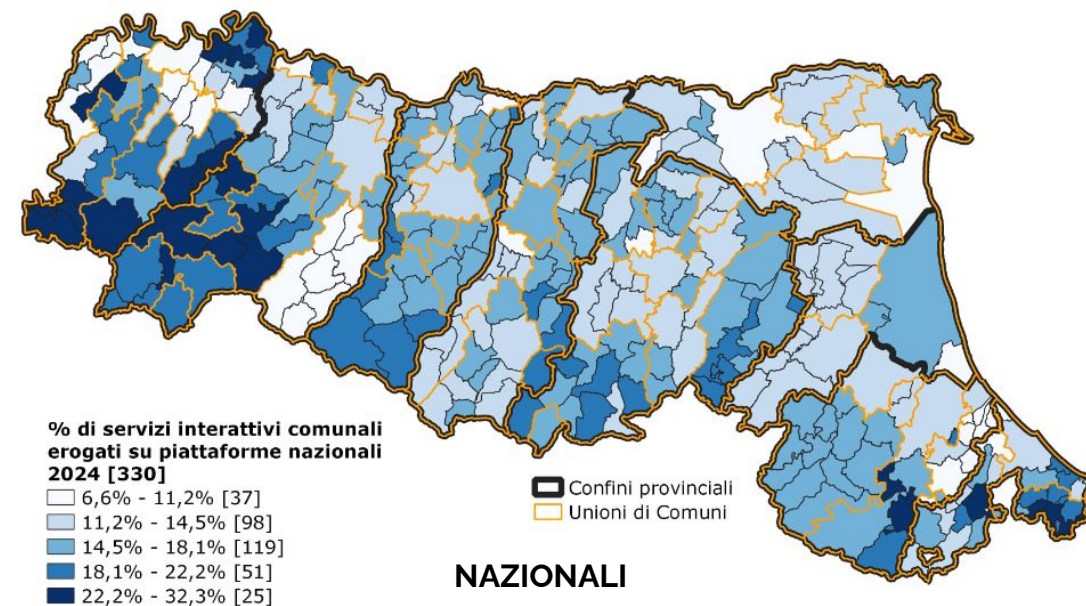 % di servizi interattivi comunali
erogati su piattaforme nazionali
2024 [330]
6,6% - 11,2% [37]
11,2% - 14,5% [98]
14,5% - 18,1% [119]
18,1% - 22,2% [51]
22,2% - 32,3% [25]
Confini provinciali
Unioni di Comuni
NAZIONALI